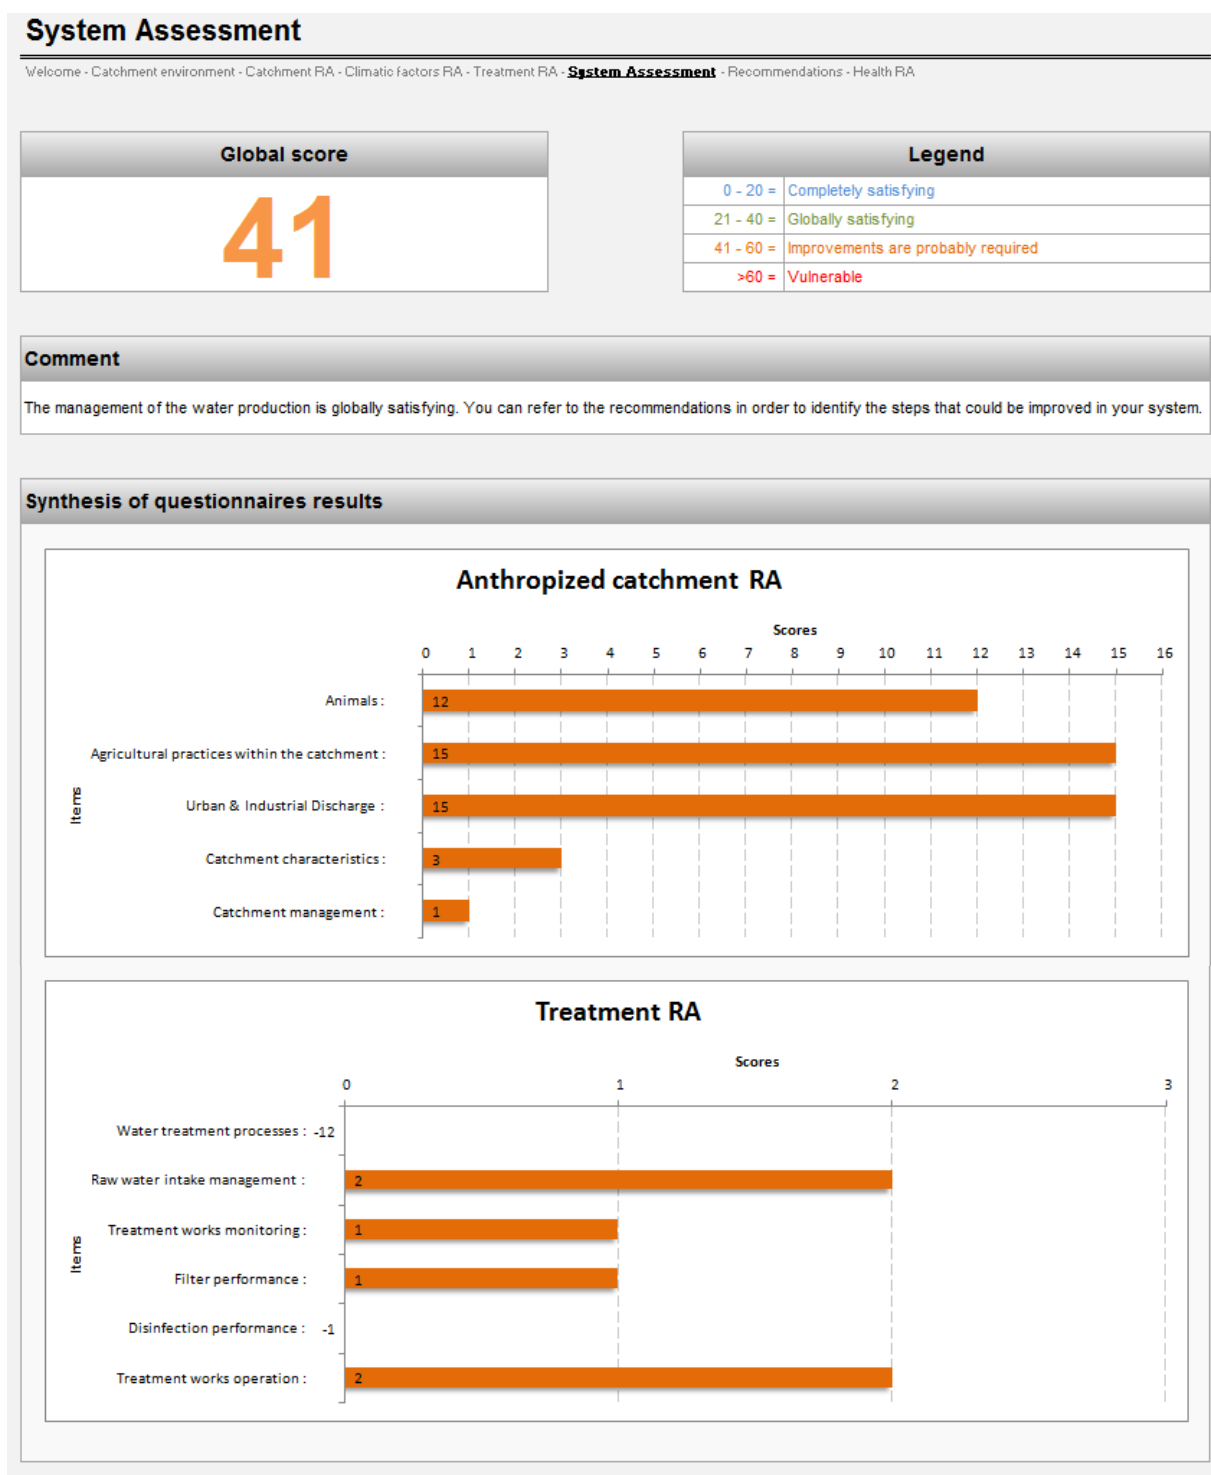 System Assessment
Welcome - Catchment environment - Catchment RA - Climatic factors RA - Treatment RA - System Assessment - Recommendations - Health RA
Global score
41
Legend
0 - 20 = Completely satisfying
21 - 40 = Globally satisfying
41 - 60 = Improvements are probably required
>60 = Vulnerable
Comment
The management of the water production is globally satisfying. You can refer to the recommendations in order to identify the steps that could be improved in your system.
Synthesis of questionnaires results
Anthropized catchment RA
Scores
0 1 2 3 4 5 6 7 8 9 10 11 12 13 14 15 16
Items
Animals : 12
Agricultural practices within the catchment : 15
Urban & Industrial Discharge : 15
Catchment characteristics : 3
Catchment management : 1
Treatment RA
Scores
0 1 2 3
Items
Water treatment processes : -12
Raw water intake management : 2
Treatment works monitoring : 1
Filter performance : 1
Disinfection performance : -1
Treatment works operation : 2